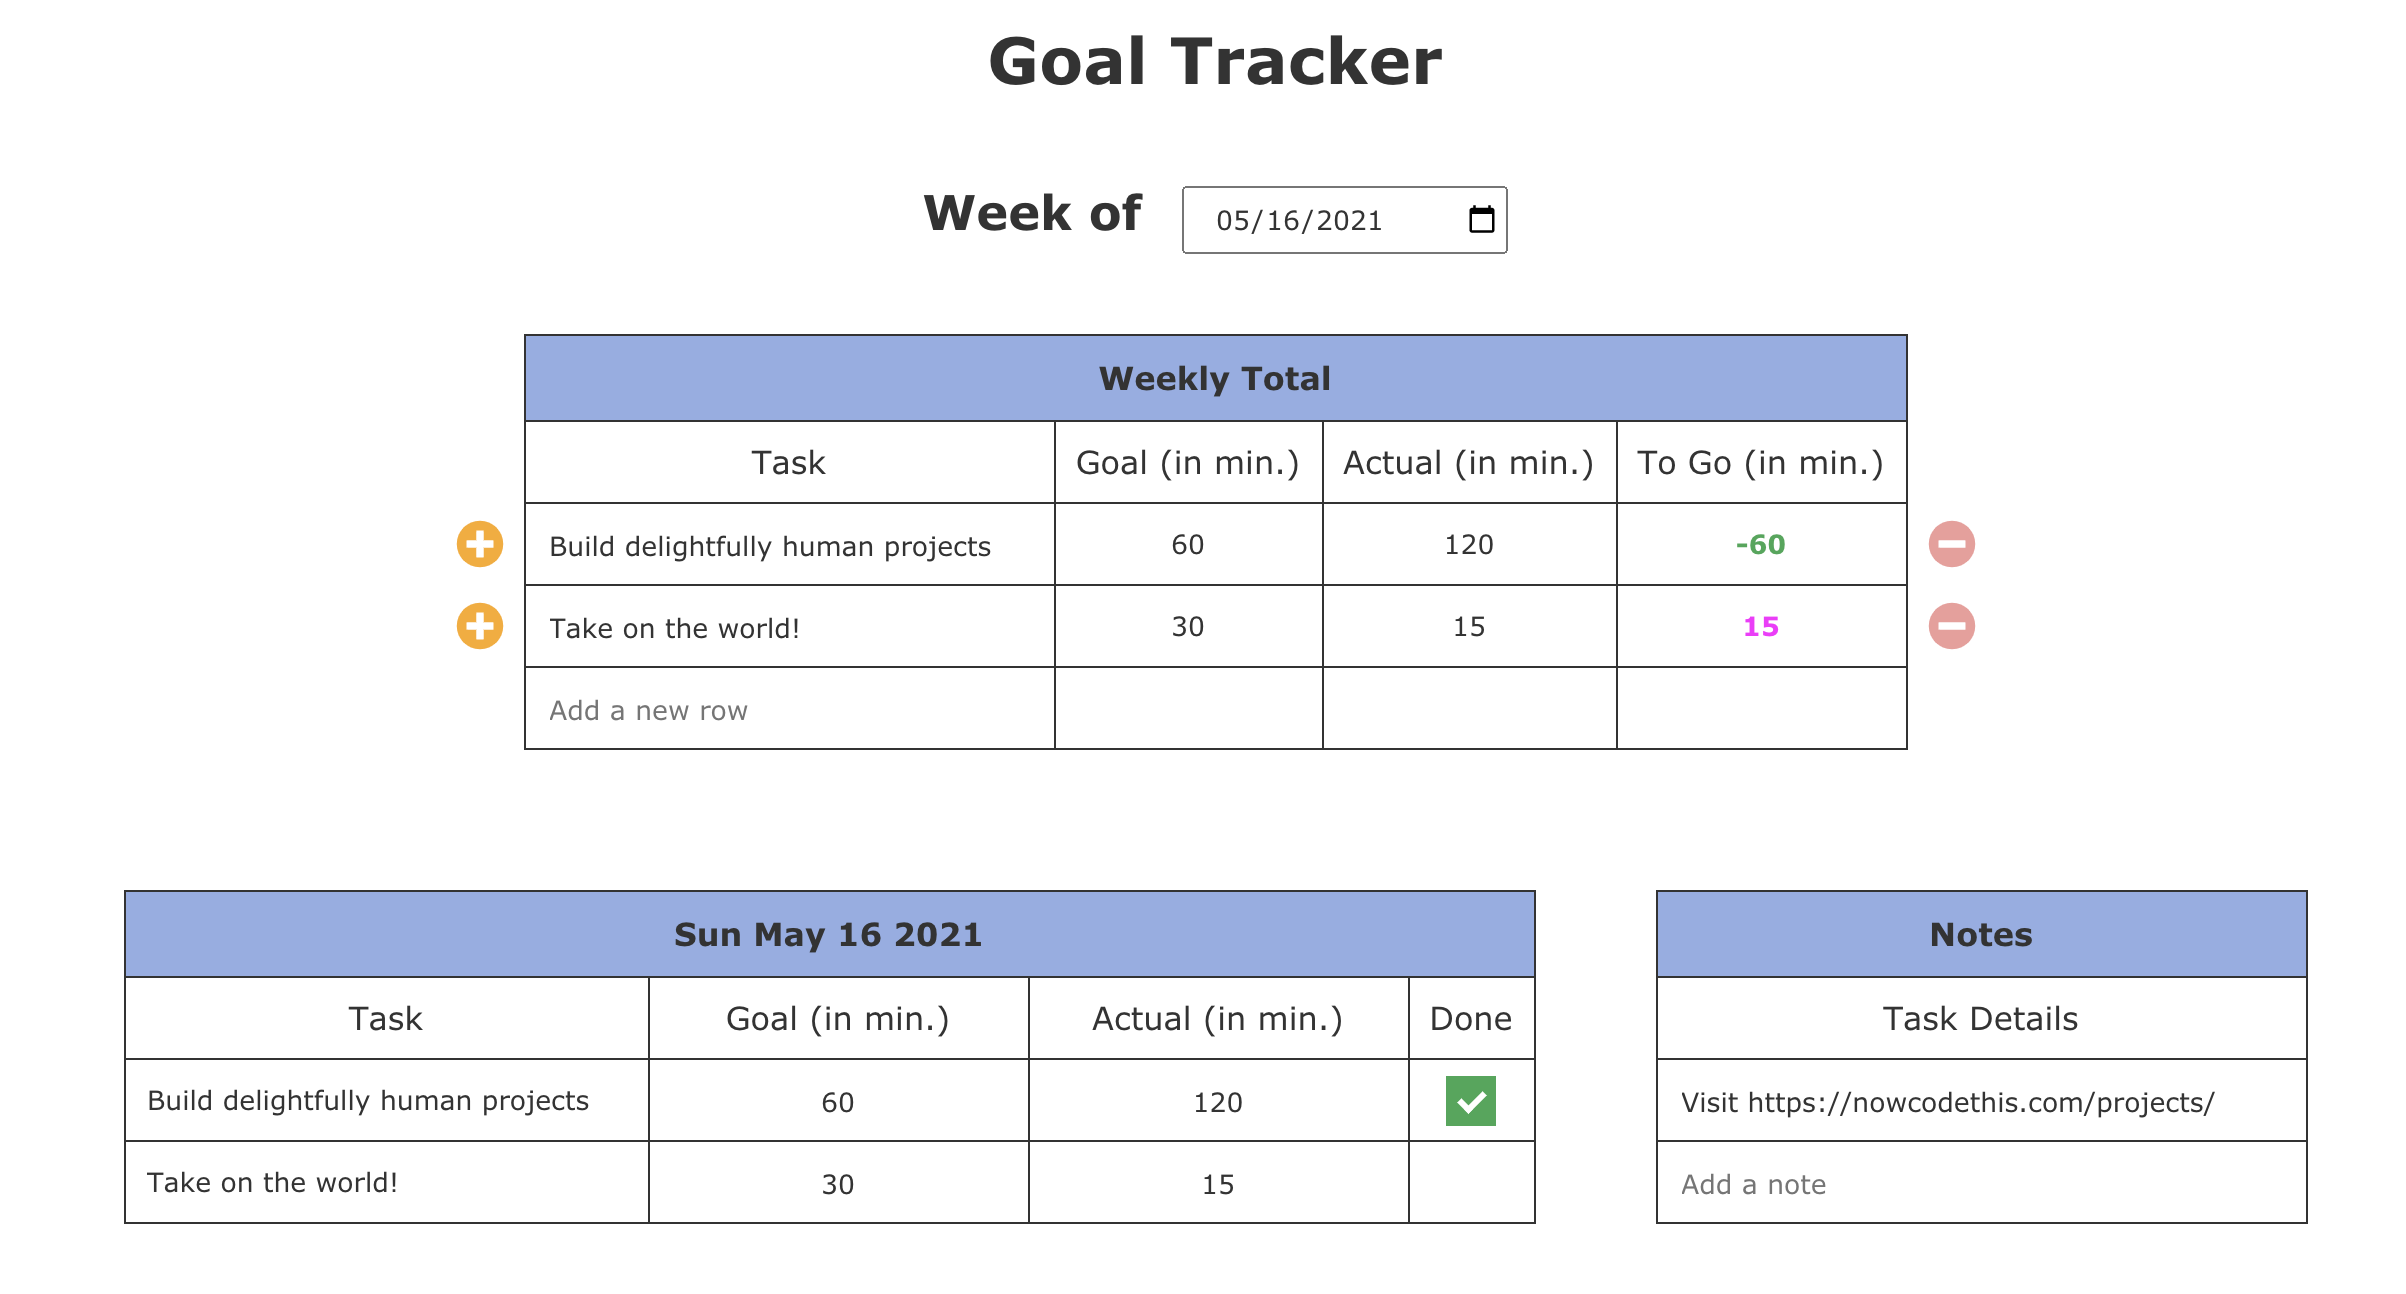 Goal Tracker
Week of 05/16/2021
Weekly Total
Task Goal (in min.) Actual (in min.) To Go (in min.)
Build delightfully human projects 60 120 -60
Take on the world! 30 15 15
Add a new row
Sun May 16 2021
Task Goal (in min.) Actual (in min.) Done
Build delightfully human projects 60 120
Take on the world! 30 15
Notes
Task Details
Visit https://nowcodethis.com/projects/
Add a note